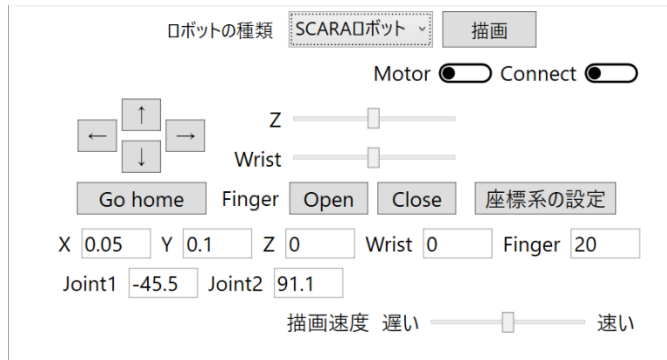 ロボットの種類 SCARAロボット 描画
Motor Connect
↑
← →
↓
Z
Wrist
Go home Finger Open Close 座標系の設定
X 0.05 Y 0.1 Z 0 Wrist 0 Finger 20
Joint1 -45.5 Joint2 91.1
描画速度 遅い 速い